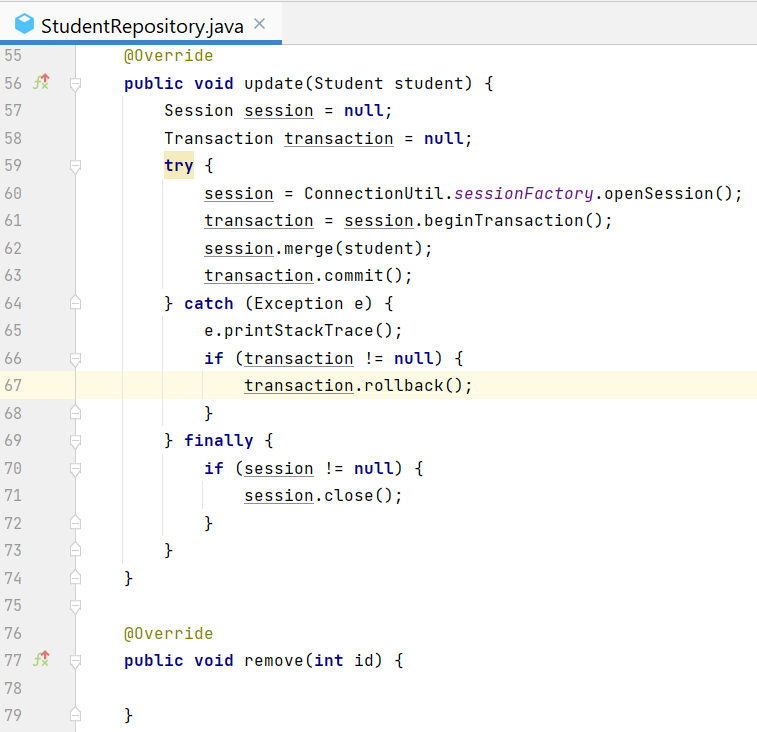 StudentRepository.java
55 @Override
56 public void update(Student student) {
57 Session session = null;
58 Transaction transaction = null;
59 try {
60 session = ConnectionUtil.sessionFactory.openSession();
61 transaction = session.beginTransaction();
62 session.merge(student);
63 transaction.commit();
64 } catch (Exception e) {
65 e.printStackTrace();
66 if (transaction != null) {
67 transaction.rollback();
68 }
69 } finally {
70 if (session != null) {
71 session.close();
72 }
73 }
74 }
75
76 @Override
77 public void remove(int id) {
78
79 }